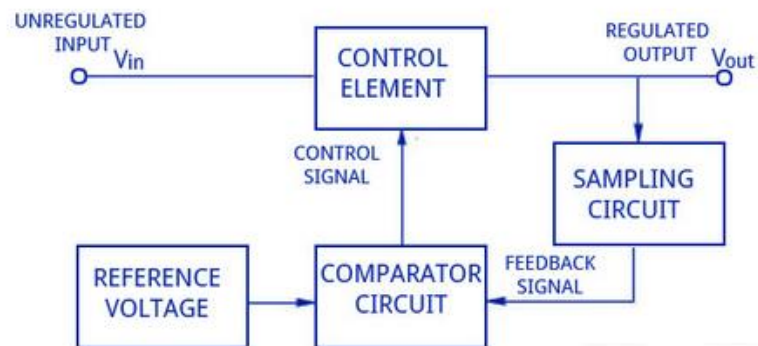 UNREGULATED
INPUT
Vin
CONTROL
ELEMENT
REGULATED
OUTPUT
Vout
CONTROL
SIGNAL
SAMPLING
CIRCUIT
REFERENCE
VOLTAGE
COMPARATOR
CIRCUIT
FEEDBACK
SIGNAL